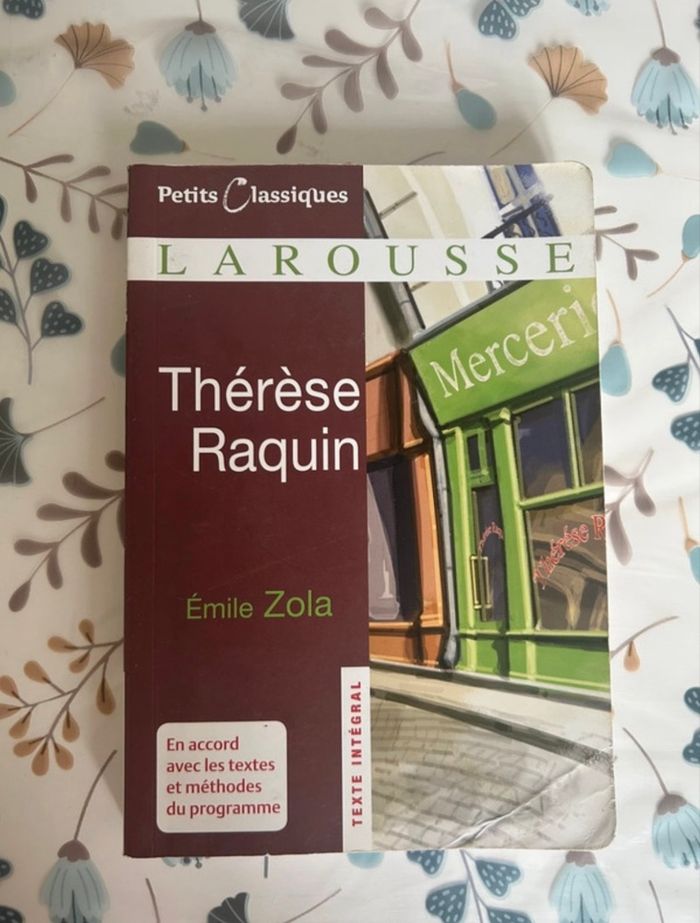 Petits Classiques
LAROUSSE
Mercerie
Thérèse
Raquin
Thérèse R
Émile Zola
TEXTE INTÉGRAL
En accord
avec les textes
et méthodes
du programme